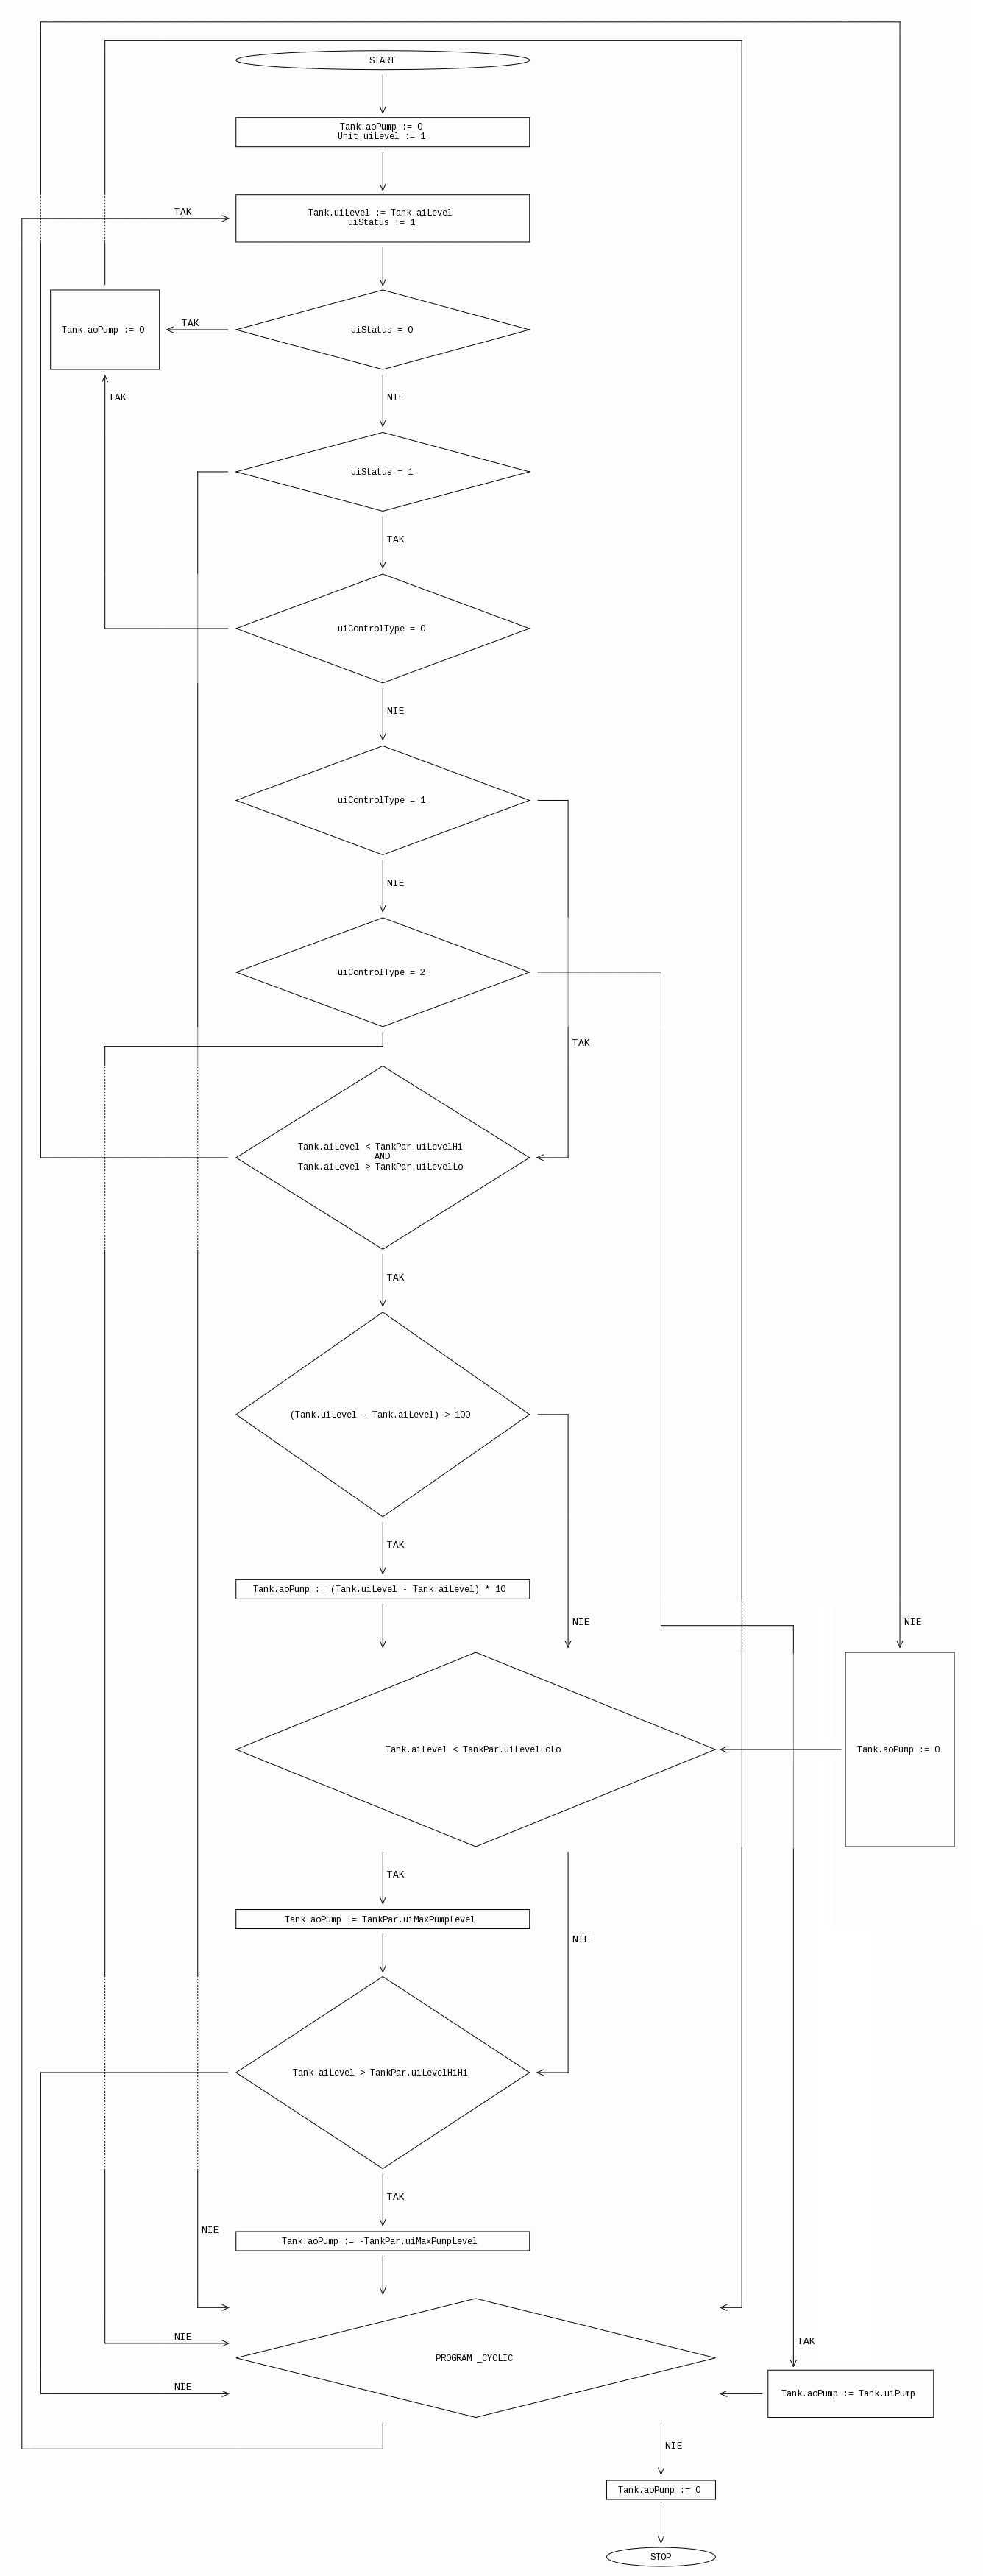 START
Tank.aoPump := 0
Unit.uiLevel := 1
TAK
Tank.uiLevel := Tank.aiLevel
uiStatus := 1
Tank.aoPump := 0
TAK
uiStatus = 0
TAK
NIE
uiStatus = 1
TAK
uiControlType = 0
NIE
uiControlType = 1
NIE
uiControlType = 2
TAK
Tank.aiLevel < TankPar.uiLevelHi
AND
Tank.aiLevel > TankPar.uiLevelLo
TAK
(Tank.uiLevel - Tank.aiLevel) > 100
TAK
Tank.aoPump := (Tank.uiLevel - Tank.aiLevel) * 10
NIE
NIE
Tank.aiLevel < TankPar.uiLevelLoLo
Tank.aoPump := 0
TAK
Tank.aoPump := TankPar.uiMaxPumpLevel
NIE
Tank.aiLevel > TankPar.uiLevelHiHi
TAK
NIE
Tank.aoPump := -TankPar.uiMaxPumpLevel
NIE
TAK
PROGRAM _CYCLIC
NIE
Tank.aoPump := Tank.uiPump
NIE
Tank.aoPump := 0
STOP